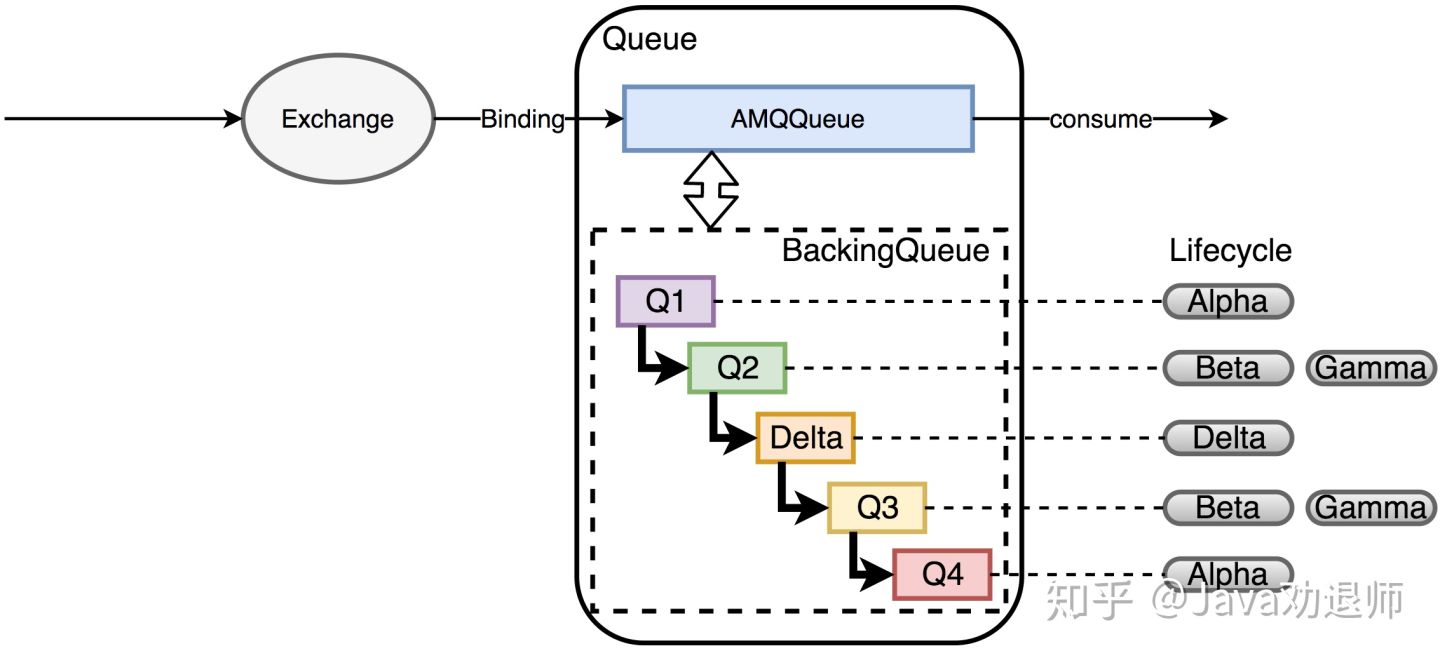 Queue
Exchange
Binding
AMQQueue
consume
BackingQueue
Lifecycle
Q1
Alpha
Q2
Beta Gamma
Delta
Delta
Q3
Beta Gamma
Q4
Alpha
知乎 @Java劝退师